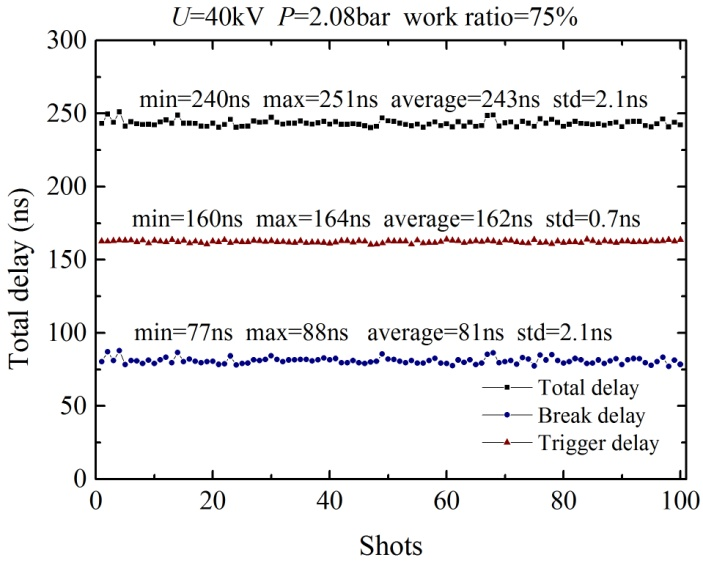 U=40kV P=2.08bar work ratio=75%
300
250
200
150
100
50
0
Total delay (ns)
min=240ns max=251ns average=243ns std=2.1ns
min=160ns max=164ns average=162ns std=0.7ns
min=77ns max=88ns average=81ns std=2.1ns
Total delay
Break delay
Trigger delay
0 20 40 60 80 100
Shots